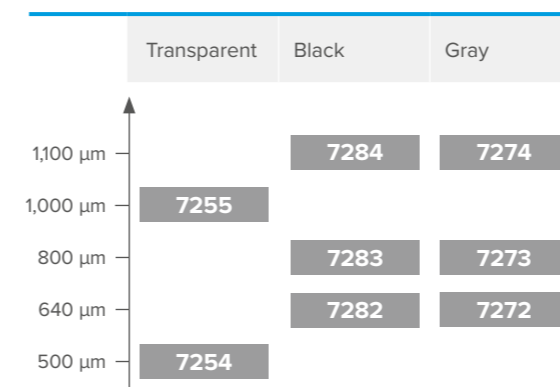 Transparent Black Gray
1,100 µm 7284 7274
1,000 µm 7255
800 µm 7283 7273
640 µm 7282 7272
500 µm 7254